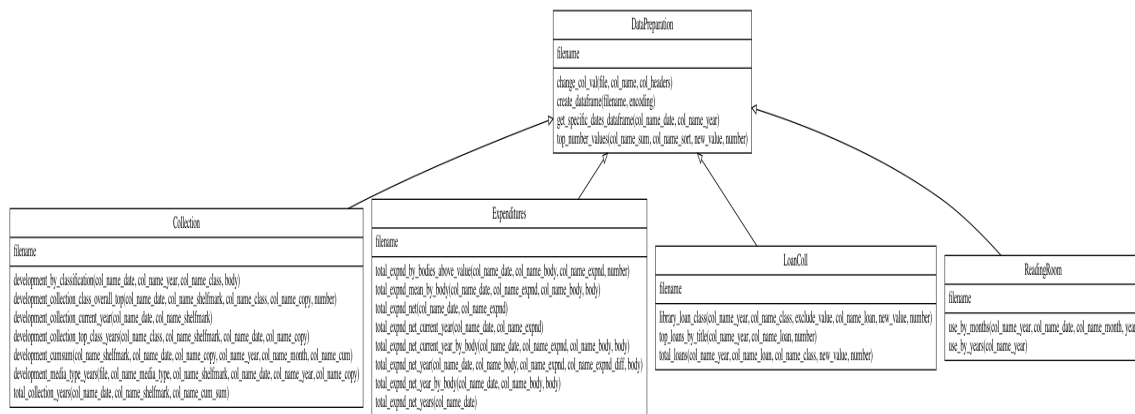 DataPreparation
filename
change_col_val(file, col_name, col_headers)
create_dataframe(filename, encoding)
get_specific_dates_dataframe(col_name_date, col_name_year)
top_number_values(col_name_sum, col_name_sort, new_value, number)
Collection
filename
development_by_classification(col_name_date, col_name_year, col_name_class, body)
development_collection_class_overall_top(col_name_date, col_name_shelfmark, col_name_class, col_name_copy, number)
development_collection_current_year(col_name_date, col_name_shelfmark)
development_collection_top_class_years(col_name_class, col_name_shelfmark, col_name_date, col_name_copy)
development_cumsum(col_name_shelfmark, col_name_date, col_name_copy, col_name_year, col_name_month, col_name_cum)
development_media_type_years(file, col_name_media_type, col_name_shelfmark, col_name_date, col_name_year, col_name_copy)
total_collection_years(col_name_date, col_name_shelfmark, col_name_cum_sum)
Expenditures
filename
total_expnd_by_bodies_above_value(col_name_date, col_name_body, col_name_expnd, number)
total_expnd_mean_by_body(col_name_date, col_name_expnd, col_name_body, body)
total_expnd_net(col_name_date, col_name_expnd)
total_expnd_net_current_year(col_name_date, col_name_expnd)
total_expnd_net_current_year_by_body(col_name_date, col_name_expnd, col_name_body, body)
total_expnd_net_year(col_name_date, col_name_body, col_name_expnd, col_name_expnd_diff, body)
total_expnd_net_year_by_body(col_name_date, col_name_body, body)
total_expnd_net_years(col_name_date)
LoanColl
filename
library_loan_class(col_name_year, col_name_class, exclude_value, col_name_loan, new_value, number)
top_loans_by_title(col_name_year, col_name_loan, number)
total_loans(col_name_year, col_name_loan, col_name_class, new_value, number)
ReadingRoom
filename
use_by_months(col_name_year, col_name_date, col_name_month, year
use_by_years(col_name_year)